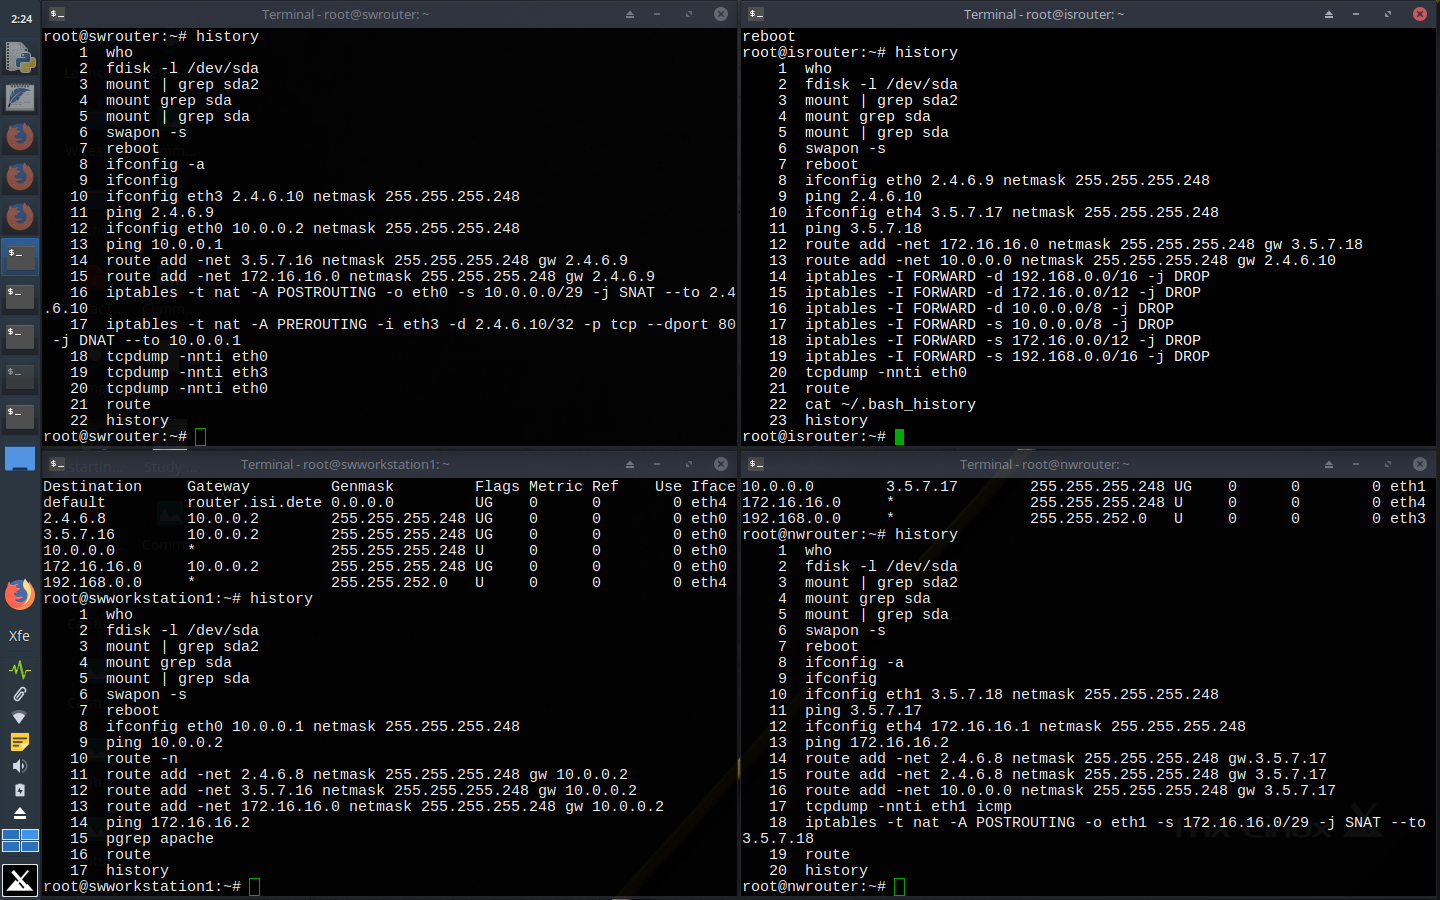 2:24
Terminal - root@swrouter: ~
root@swrouter:~# history
1 who
2 fdisk -l /dev/sda
3 mount | grep sda2
4 mount grep sda
5 mount | grep sda
6 swapon -s
7 reboot
8 ifconfig -a
9 ifconfig
10 ifconfig eth3 2.4.6.10 netmask 255.255.255.248
11 ping 2.4.6.9
12 ifconfig eth0 10.0.0.2 netmask 255.255.255.248
13 ping 10.0.0.1
14 route add -net 3.5.7.16 netmask 255.255.255.248 gw 2.4.6.9
15 route add -net 172.16.16.0 netmask 255.255.255.248 gw 2.4.6.9
16 iptables -t nat -A POSTROUTING -o eth0 -s 10.0.0.0/29 -j SNAT --to 2.4
.6.10
17 iptables -t nat -A PREROUTING -i eth3 -d 2.4.6.10/32 -p tcp --dport 80
-j DNAT --to 10.0.0.1
18 tcpdump -nnti eth0
19 tcpdump -nnti eth3
20 tcpdump -nnti eth0
21 route
22 history
root@swrouter:~#
Terminal - root@isrouter: ~
reboot
root@isrouter:~# history
1 who
2 fdisk -l /dev/sda
3 mount | grep sda2
4 mount grep sda
5 mount | grep sda
6 swapon -s
7 reboot
8 ifconfig eth0 2.4.6.9 netmask 255.255.255.248
9 ping 2.4.6.10
10 ifconfig eth4 3.5.7.17 netmask 255.255.255.248
11 ping 3.5.7.18
12 route add -net 172.16.16.0 netmask 255.255.255.248 gw 3.5.7.18
13 route add -net 10.0.0.0 netmask 255.255.255.248 gw 2.4.6.10
14 iptables -I FORWARD -d 192.168.0.0/16 -j DROP
15 iptables -I FORWARD -d 172.16.0.0/12 -j DROP
16 iptables -I FORWARD -d 10.0.0.0/8 -j DROP
17 iptables -I FORWARD -s 10.0.0.0/8 -j DROP
18 iptables -I FORWARD -s 172.16.0.0/12 -j DROP
19 iptables -I FORWARD -s 192.168.0.0/16 -j DROP
20 tcpdump -nnti eth0
21 route
22 cat ~/.bash_history
23 history
root@isrouter:~#
Terminal - root@swworkstation1: ~
Destination Gateway Genmask Flags Metric Ref Use Iface
default router.isi.dete 0.0.0.0 UG 0 0 0 eth4
2.4.6.8 10.0.0.2 255.255.255.248 UG 0 0 0 eth0
3.5.7.16 10.0.0.2 255.255.255.248 UG 0 0 0 eth0
10.0.0.0 * 255.255.255.248 U 0 0 0 eth0
172.16.16.0 10.0.0.2 255.255.255.248 UG 0 0 0 eth0
192.168.0.0 * 255.255.252.0 U 0 0 0 eth4
root@swworkstation1:~# history
1 who
2 fdisk -l /dev/sda
3 mount | grep sda2
4 mount grep sda
5 mount | grep sda
6 swapon -s
7 reboot
8 ifconfig eth0 10.0.0.1 netmask 255.255.255.248
9 ping 10.0.0.2
10 route -n
11 route add -net 2.4.6.8 netmask 255.255.255.248 gw 10.0.0.2
12 route add -net 3.5.7.16 netmask 255.255.255.248 gw 10.0.0.2
13 route add -net 172.16.16.0 netmask 255.255.255.248 gw 10.0.0.2
14 ping 172.16.16.2
15 pgrep apache
16 route
17 history
root@swworkstation1:~#
Terminal - root@nwrouter: ~
10.0.0.0 3.5.7.17 255.255.255.248 UG 0 0 0 eth1
172.16.16.0 * 255.255.255.248 U 0 0 0 eth4
192.168.0.0 * 255.255.252.0 U 0 0 0 eth3
root@nwrouter:~# history
1 who
2 fdisk -l /dev/sda
3 mount | grep sda2
4 mount grep sda
5 mount | grep sda
6 swapon -s
7 reboot
8 ifconfig -a
9 ifconfig
10 ifconfig eth1 3.5.7.18 netmask 255.255.255.248
11 ping 3.5.7.17
12 ifconfig eth4 172.16.16.1 netmask 255.255.255.248
13 ping 172.16.16.2
14 route add -net 2.4.6.8 netmask 255.255.255.248 gw.3.5.7.17
15 route add -net 2.4.6.8 netmask 255.255.255.248 gw 3.5.7.17
16 route add -net 10.0.0.0 netmask 255.255.255.248 gw 3.5.7.17
17 tcpdump -nnti eth1 icmp
18 iptables -t nat -A POSTROUTING -o eth1 -s 172.16.16.0/29 -j SNAT --to
3.5.7.18
19 route
20 history
root@nwrouter:~#
Xfe